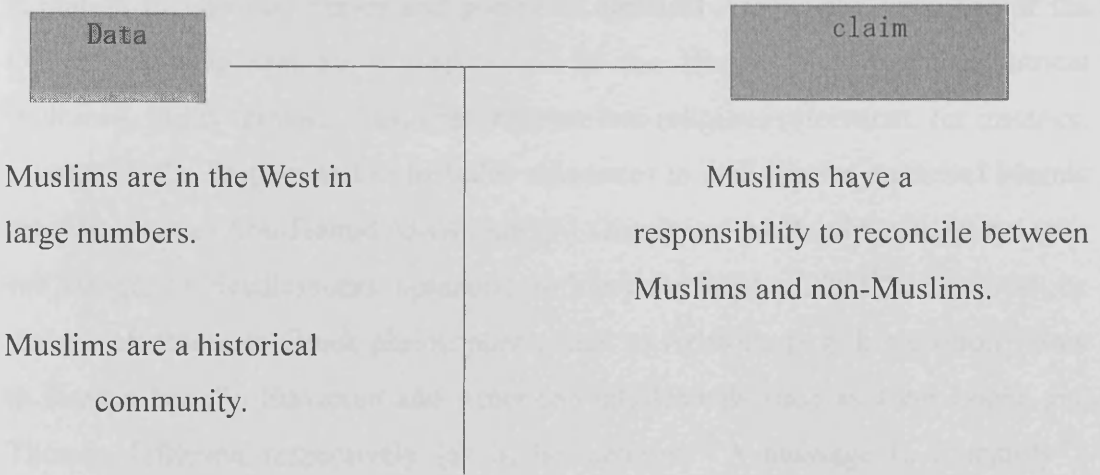 Data
claim
Muslims are in the West in
large numbers.
Muslims are a historical
community.
Muslims have a
responsibility to reconcile between
Muslims and non-Muslims.